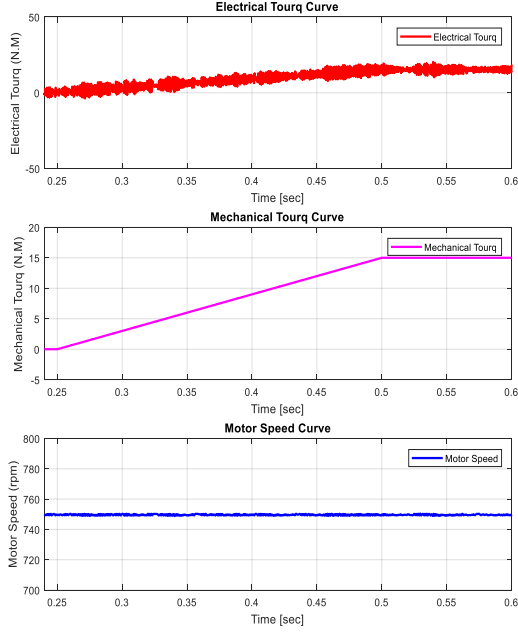 Electrical Tourq Curve
Electrical Tourq (N.M)
50
0
-50
Electrical Tourq
0.25 0.3 0.35 0.4 0.45 0.5 0.55 0.6
Time [sec]
Mechanical Tourq Curve
Mechanical Tourq (N.M)
20
15
10
5
0
-5
Mechanical Tourq
0.25 0.3 0.35 0.4 0.45 0.5 0.55 0.6
Time [sec]
Motor Speed Curve
Motor Speed (rpm)
800
780
760
740
720
700
Motor Speed
0.25 0.3 0.35 0.4 0.45 0.5 0.55 0.6
Time [sec]